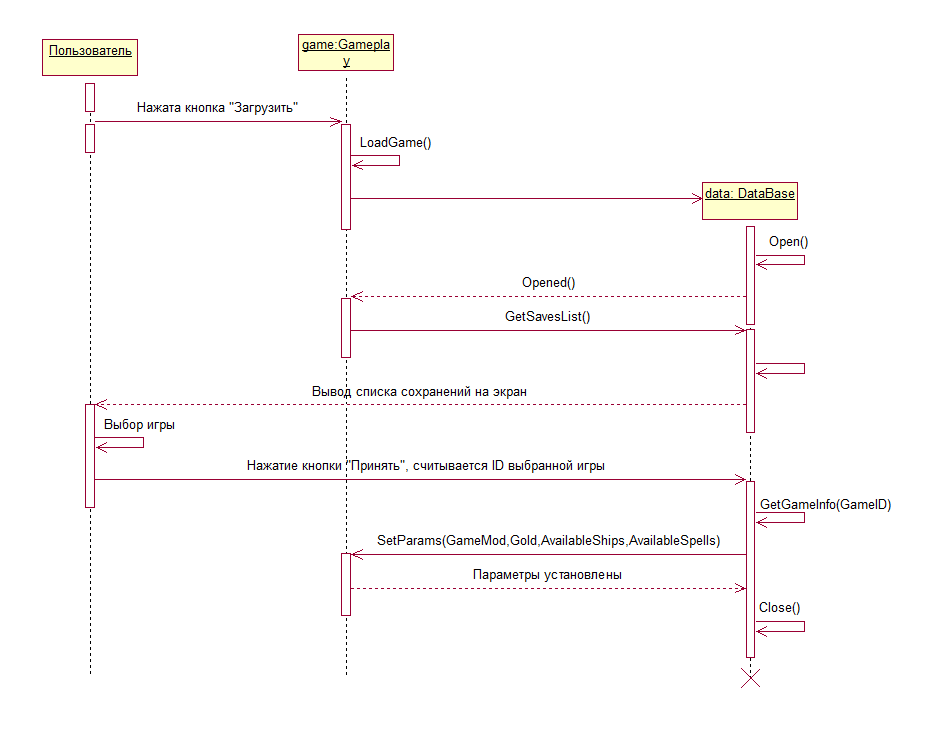 Пользователь
game:Gamepla
y
Нажата кнопка "Загрузить"
LoadGame()
data: DataBase
Open()
Opened()
GetSavesList()
Вывод списка сохранений на экран
Выбор игры
Нажатие кнопки "Принять", считывается ID выбранной игры
GetGameInfo(GameID)
SetParams(GameMod,Gold,AvailableShips,AvailableSpells)
Параметры установлены
Close()